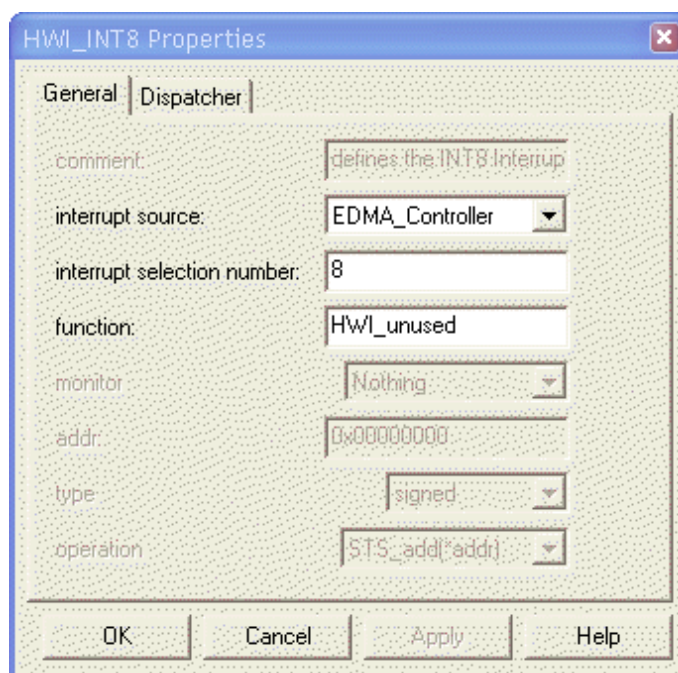 HWI_INT8 Properties
General Dispatcher
comment: defines the INT8 Interrup
interrupt source: EDMA_Controller
interrupt selection number: 8
function: HWI_unused
monitor Nothing
addr: 0x00000000
type signed
operation STS_add(*addr)
OK Cancel Apply Help